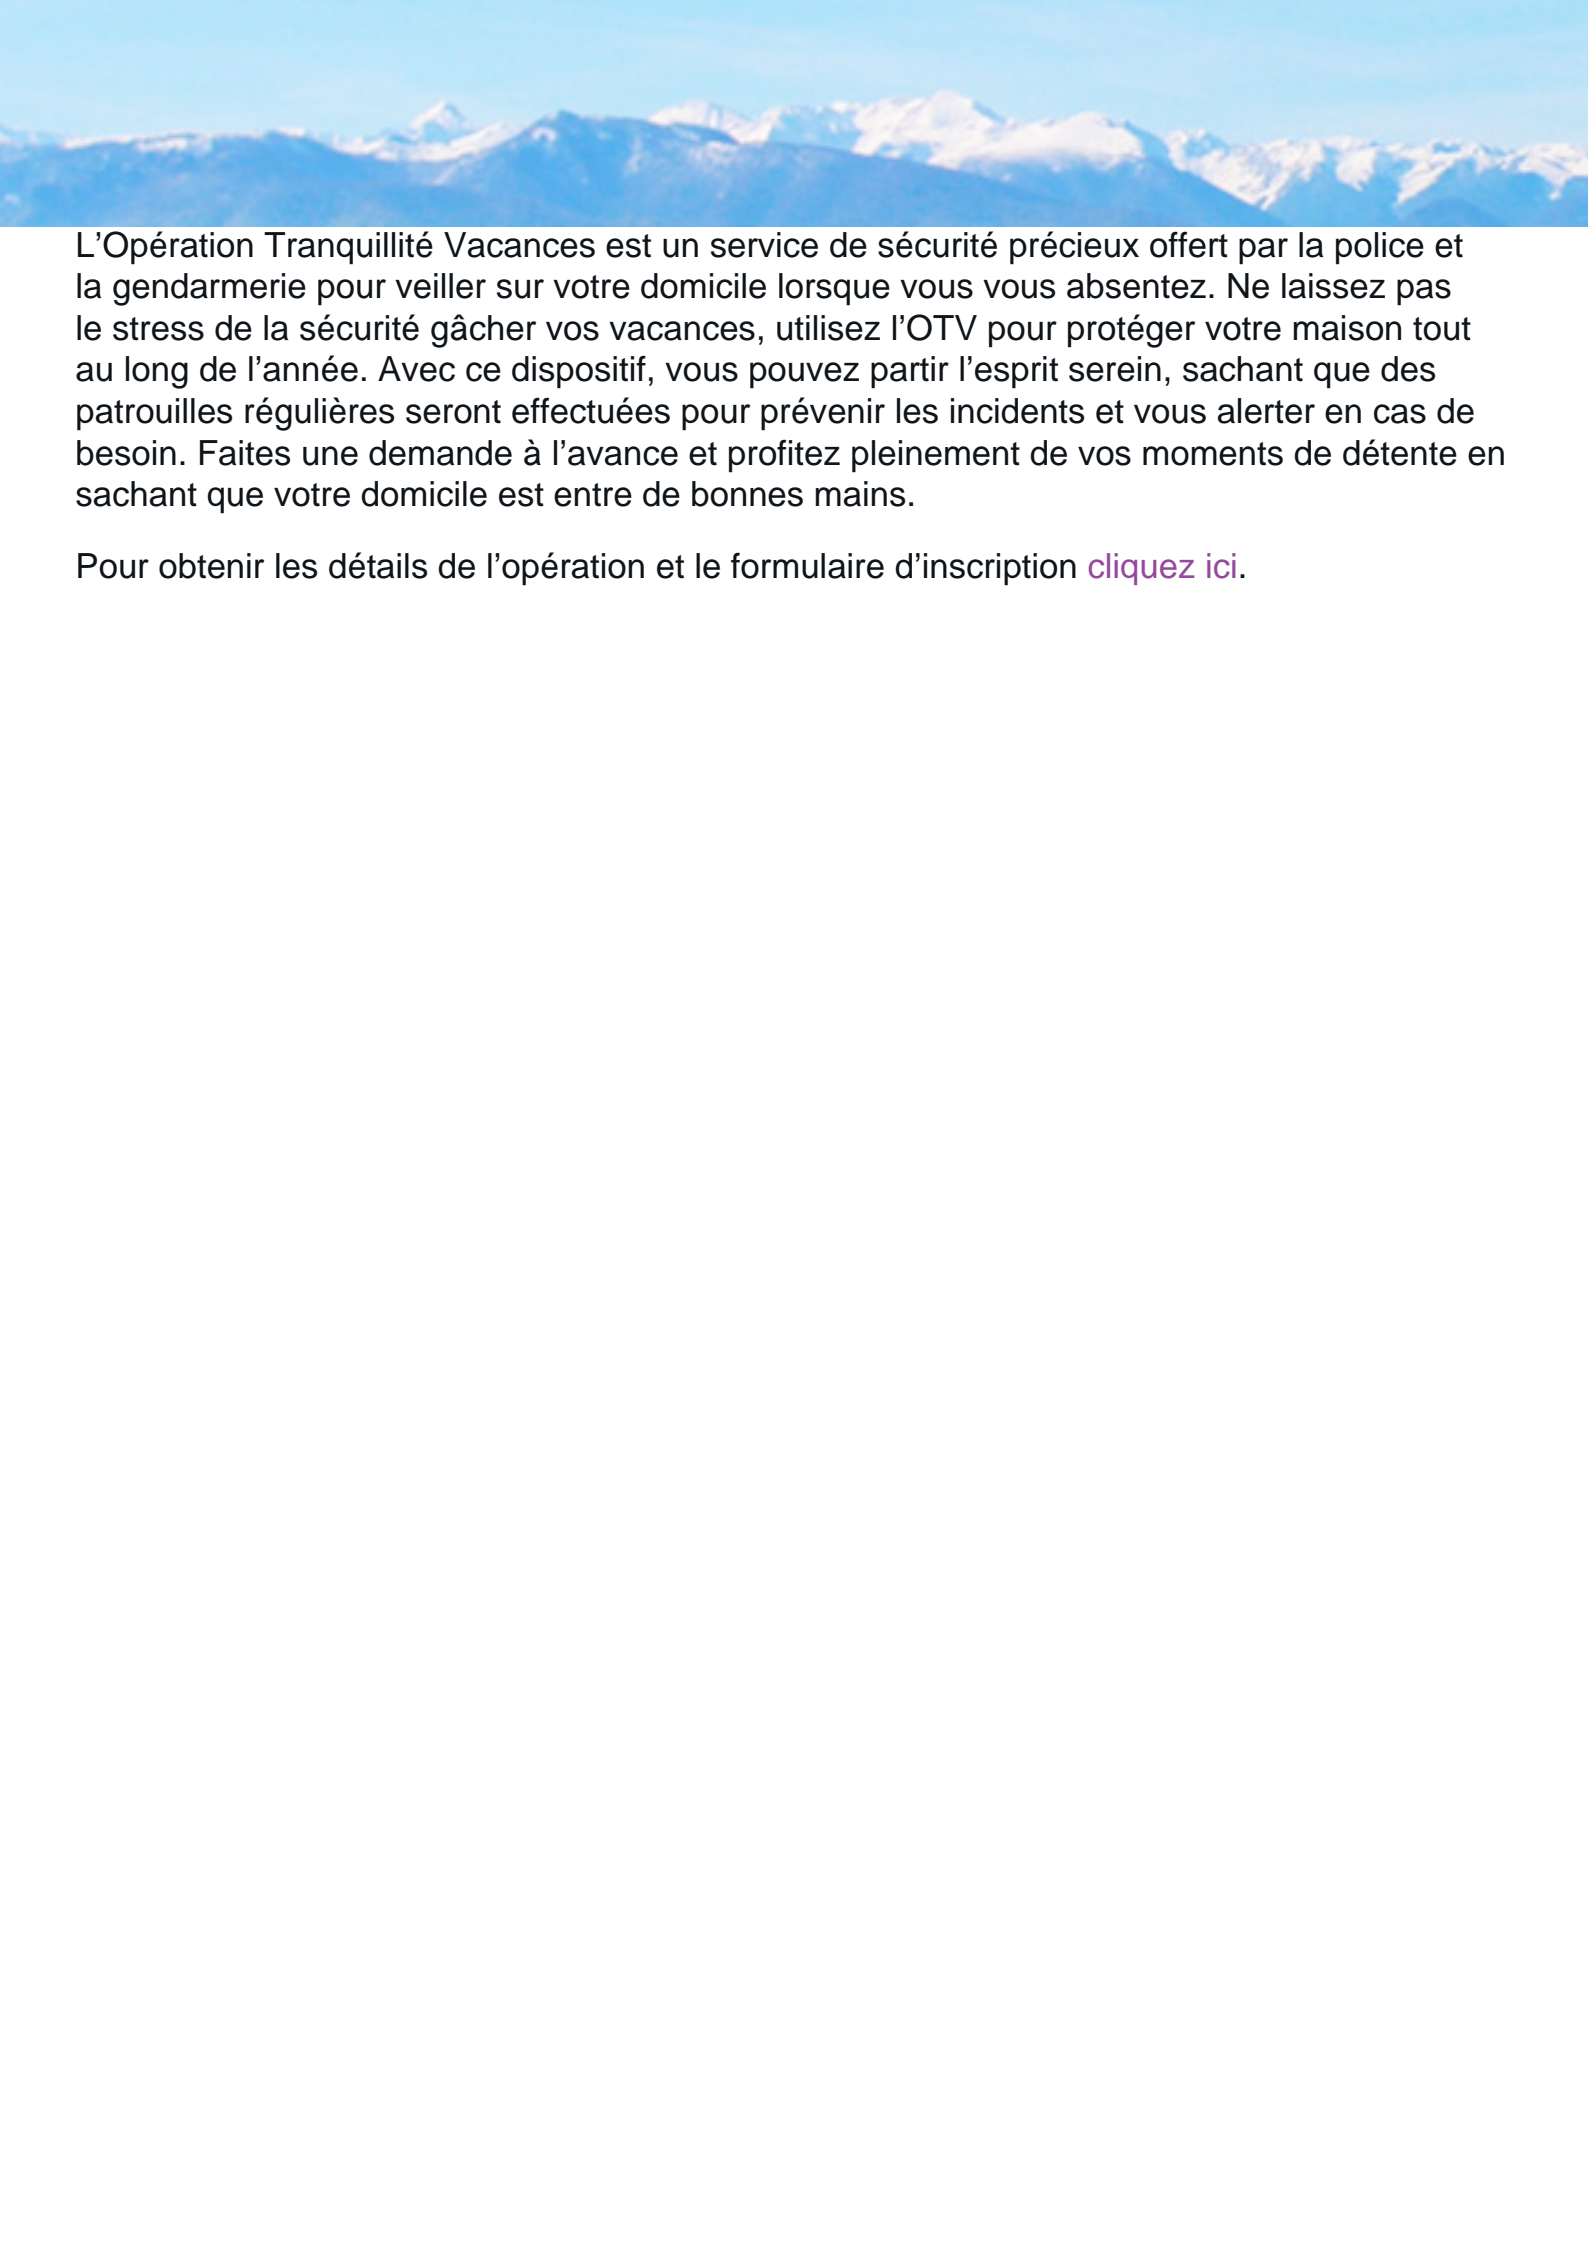 L’Opération Tranquillité Vacances est un service de sécurité précieux offert par la police et
la gendarmerie pour veiller sur votre domicile lorsque vous vous absentez. Ne laissez pas
le stress de la sécurité gâcher vos vacances, utilisez l’OTV pour protéger votre maison tout
au long de l’année. Avec ce dispositif, vous pouvez partir l’esprit serein, sachant que des
patrouilles régulières seront effectuées pour prévenir les incidents et vous alerter en cas de
besoin. Faites une demande à l’avance et profitez pleinement de vos moments de détente en
sachant que votre domicile est entre de bonnes mains.
Pour obtenir les détails de l’opération et le formulaire d’inscription cliquez ici.